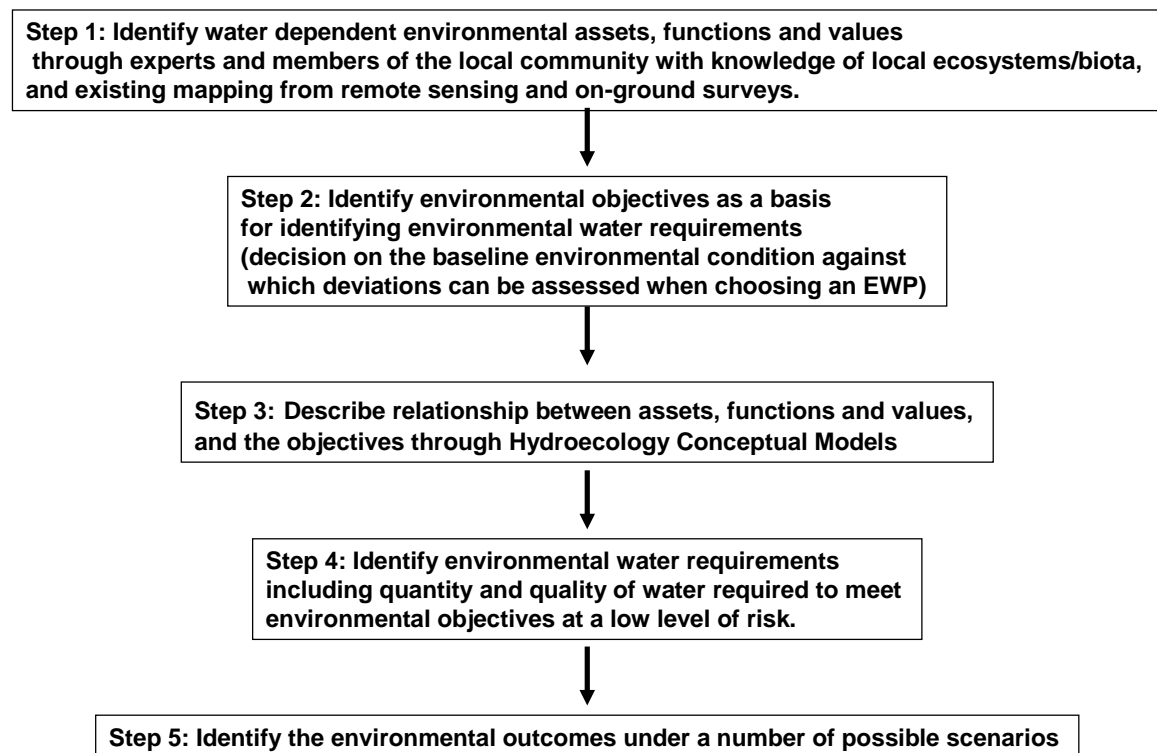 Step 1: Identify water dependent environmental assets, functions and values
through experts and members of the local community with knowledge of local ecosystems/biota,
and existing mapping from remote sensing and on-ground surveys.
Step 2: Identify environmental objectives as a basis
for identifying environmental water requirements
(decision on the baseline environmental condition against
which deviations can be assessed when choosing an EWP)
Step 3: Describe relationship between assets, functions and values,
and the objectives through Hydroecology Conceptual Models
Step 4: Identify environmental water requirements
including quantity and quality of water required to meet
environmental objectives at a low level of risk.
Step 5: Identify the environmental outcomes under a number of possible scenarios